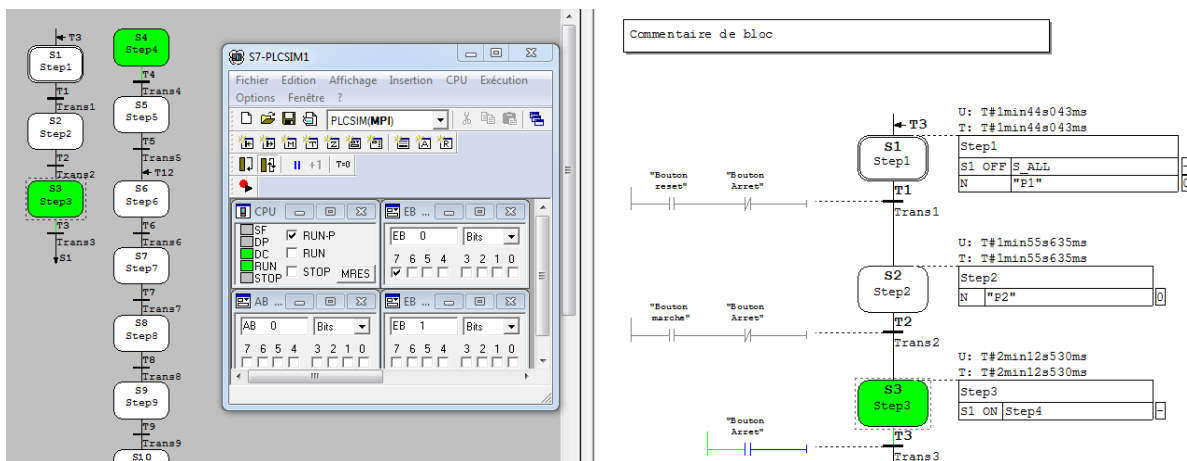 T3
S1
Step1
T1
Trans1
S2
Step2
T2
Trans2
S3
Step3
T3
Trans3
S1
S4
Step4
T4
Trans4
S5
Step5
T5
Trans5
T12
S6
Step6
T6
Trans6
S7
Step7
T7
Trans7
S8
Step8
T8
Trans8
S9
Step9
T9
Trans9
S10
S7-PLCSIM1
Fichier Edition Affichage Insertion CPU Exécution
Options Fenêtre ?
PLCSIM(MPI)
+1 T=0
CPU
SF
DP
DC
RUN
STOP
RUN-P
RUN
STOP MRES
EB ...
EB 0 Bits
7 6 5 4 3 2 1 0
AB ...
AB 0 Bits
7 6 5 4 3 2 1 0
EB ...
EB 1 Bits
7 6 5 4 3 2 1 0
Commentaire de bloc
T3
U: T#1min44s043ms
T: T#1min44s043ms
S1
Step1
Step1
S1 OFF S_ALL
N "P1"
"Bouton reset"
"Bouton Arret"
T1
Trans1
U: T#1min55s635ms
T: T#1min55s635ms
S2
Step2
Step2
N "P2" 0
"Bouton marche"
"Bouton Arret"
T2
Trans2
U: T#2min12s530ms
T: T#2min12s530ms
S3
Step3
Step3
S1 ON Step4
"Bouton Arret"
T3
Trans3